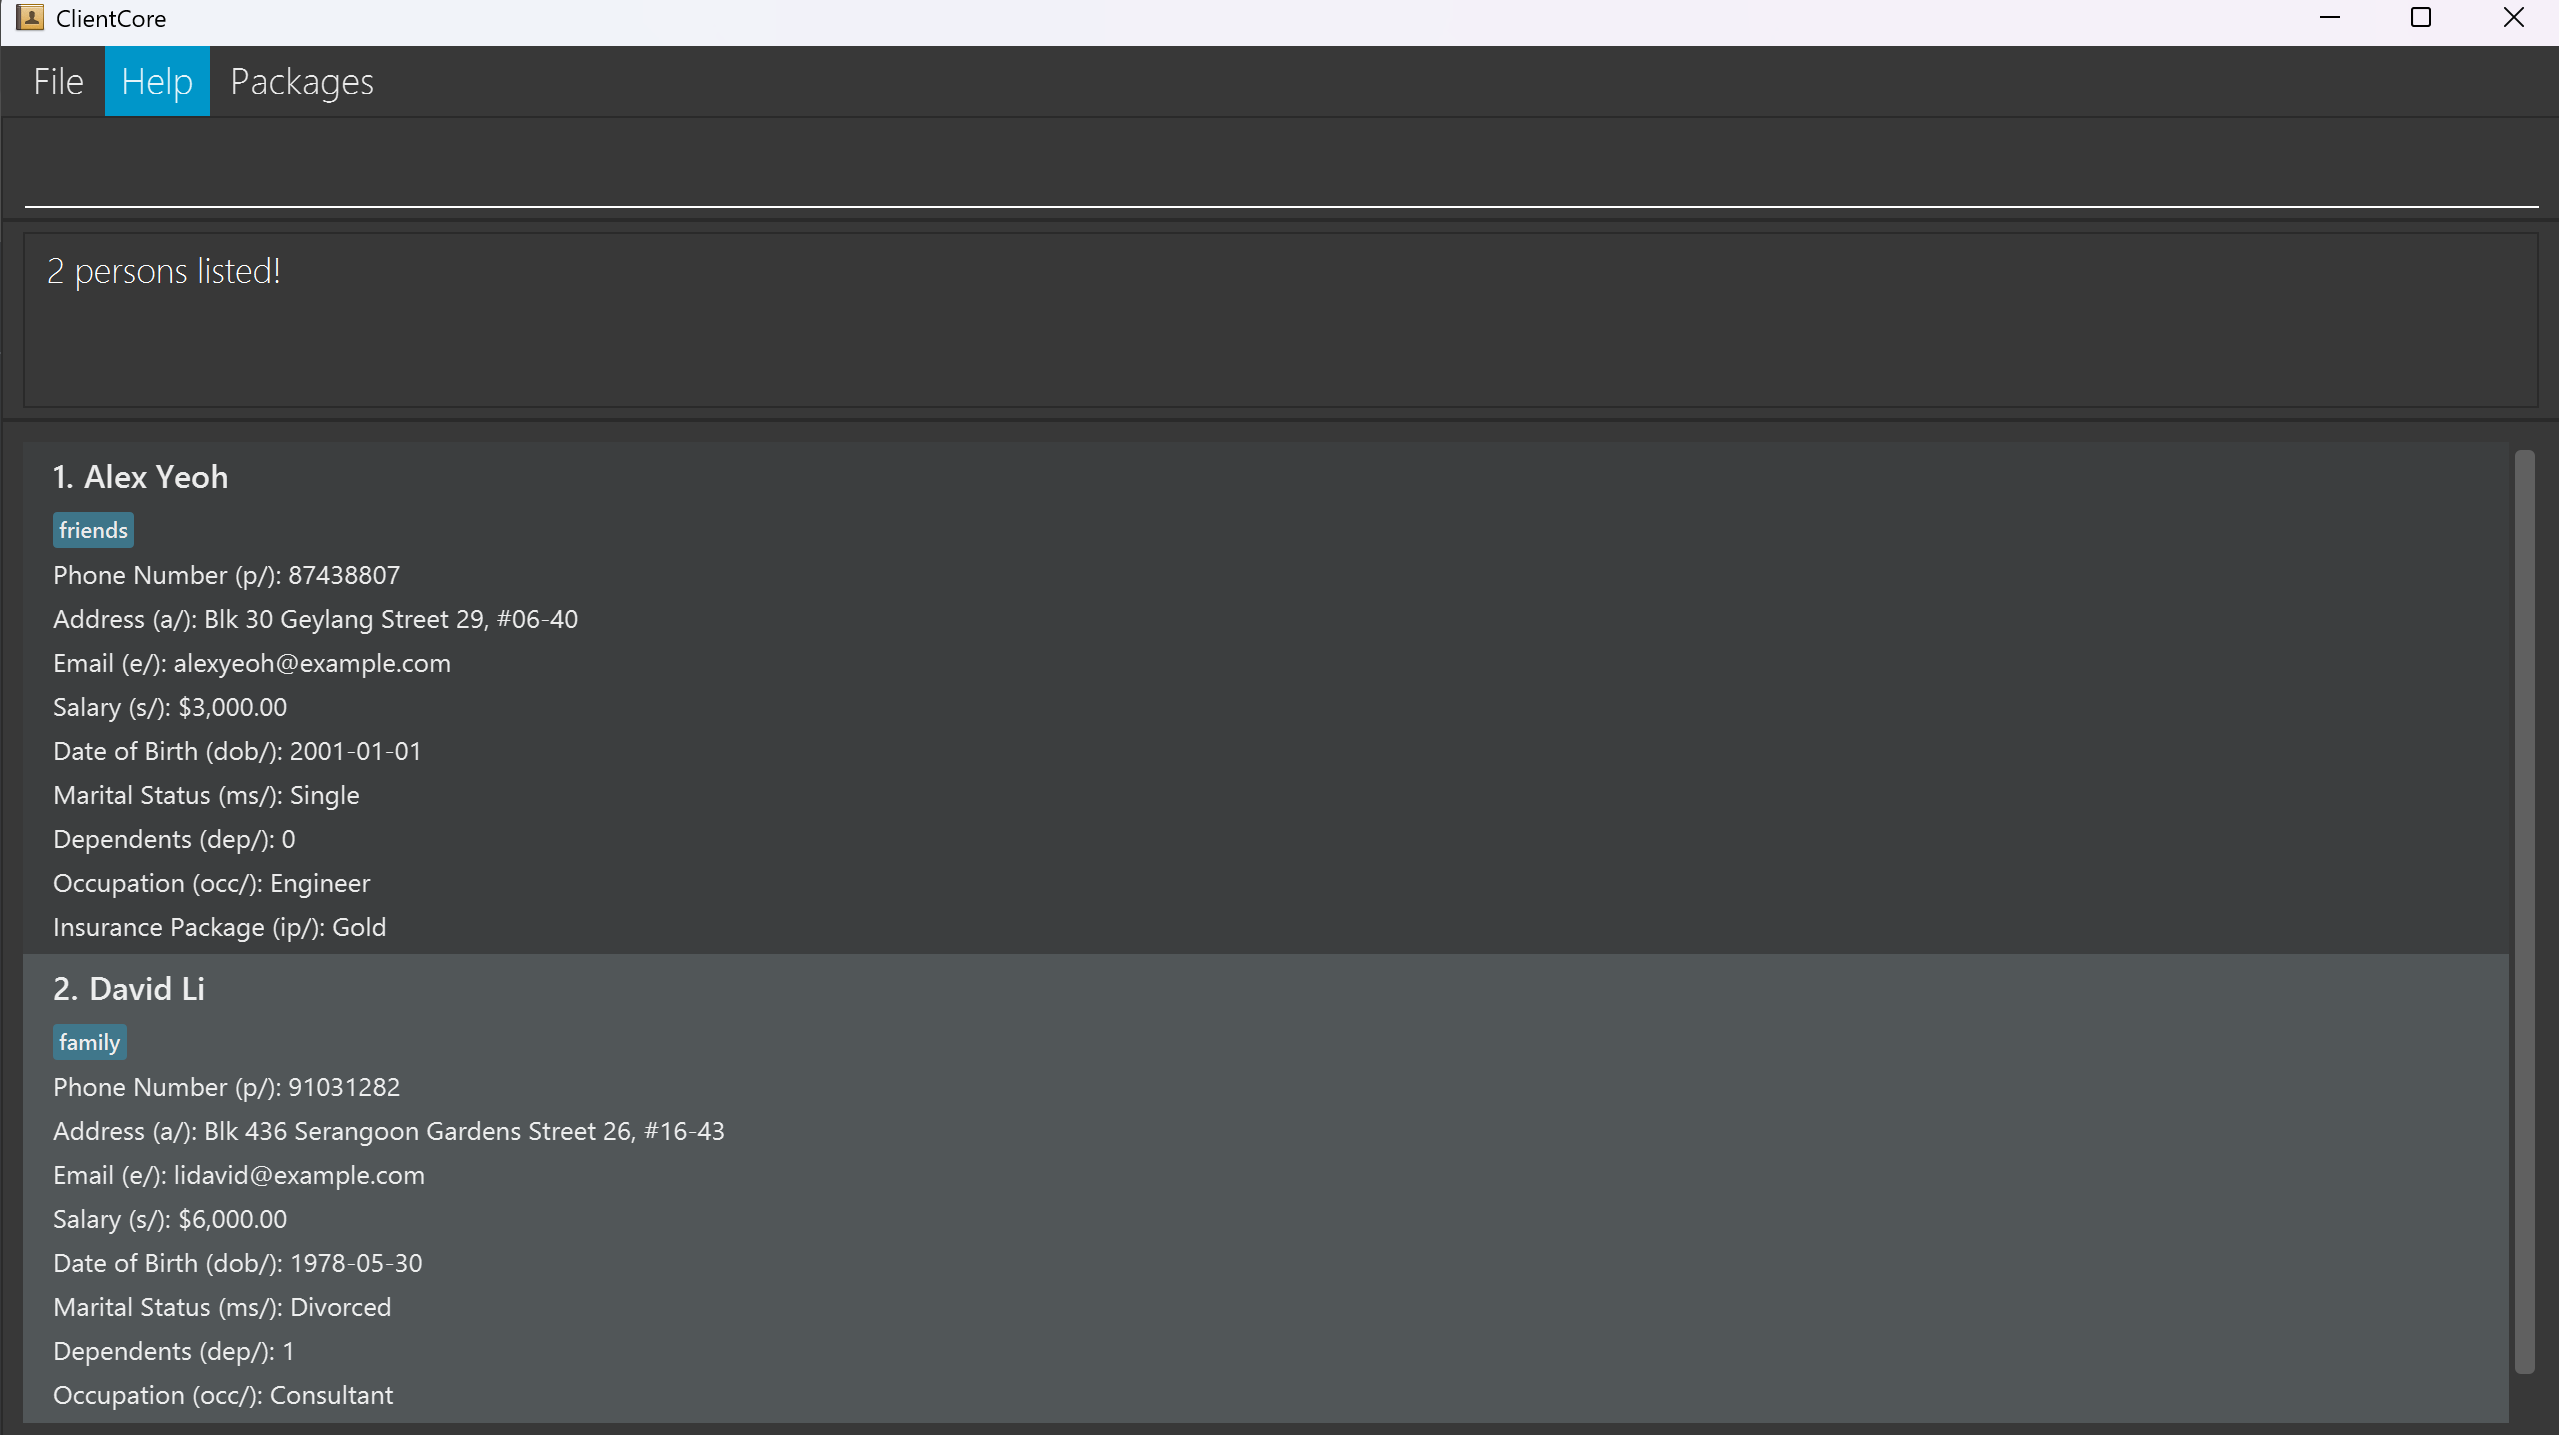 ClientCore
File Help Packages
2 persons listed!
1. Alex Yeoh
friends
Phone Number (p/): 87438807
Address (a/): Blk 30 Geylang Street 29, #06-40
Email (e/): alexyeoh@example.com
Salary (s/): $3,000.00
Date of Birth (dob/): 2001-01-01
Marital Status (ms/): Single
Dependents (dep/): 0
Occupation (occ/): Engineer
Insurance Package (ip/): Gold
2. David Li
family
Phone Number (p/): 91031282
Address (a/): Blk 436 Serangoon Gardens Street 26, #16-43
Email (e/): lidavid@example.com
Salary (s/): $6,000.00
Date of Birth (dob/): 1978-05-30
Marital Status (ms/): Divorced
Dependents (dep/): 1
Occupation (occ/): Consultant